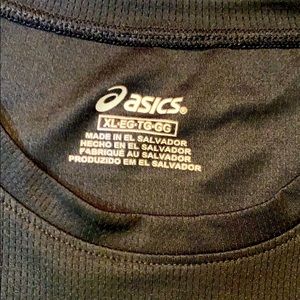 asics®
XL·EG·TG·GG
MADE IN EL SALVADOR
HECHO EN EL SALVADOR
FABRIQUÉ AU SALVADOR
PRODUZIDO EM EL SALVADOR